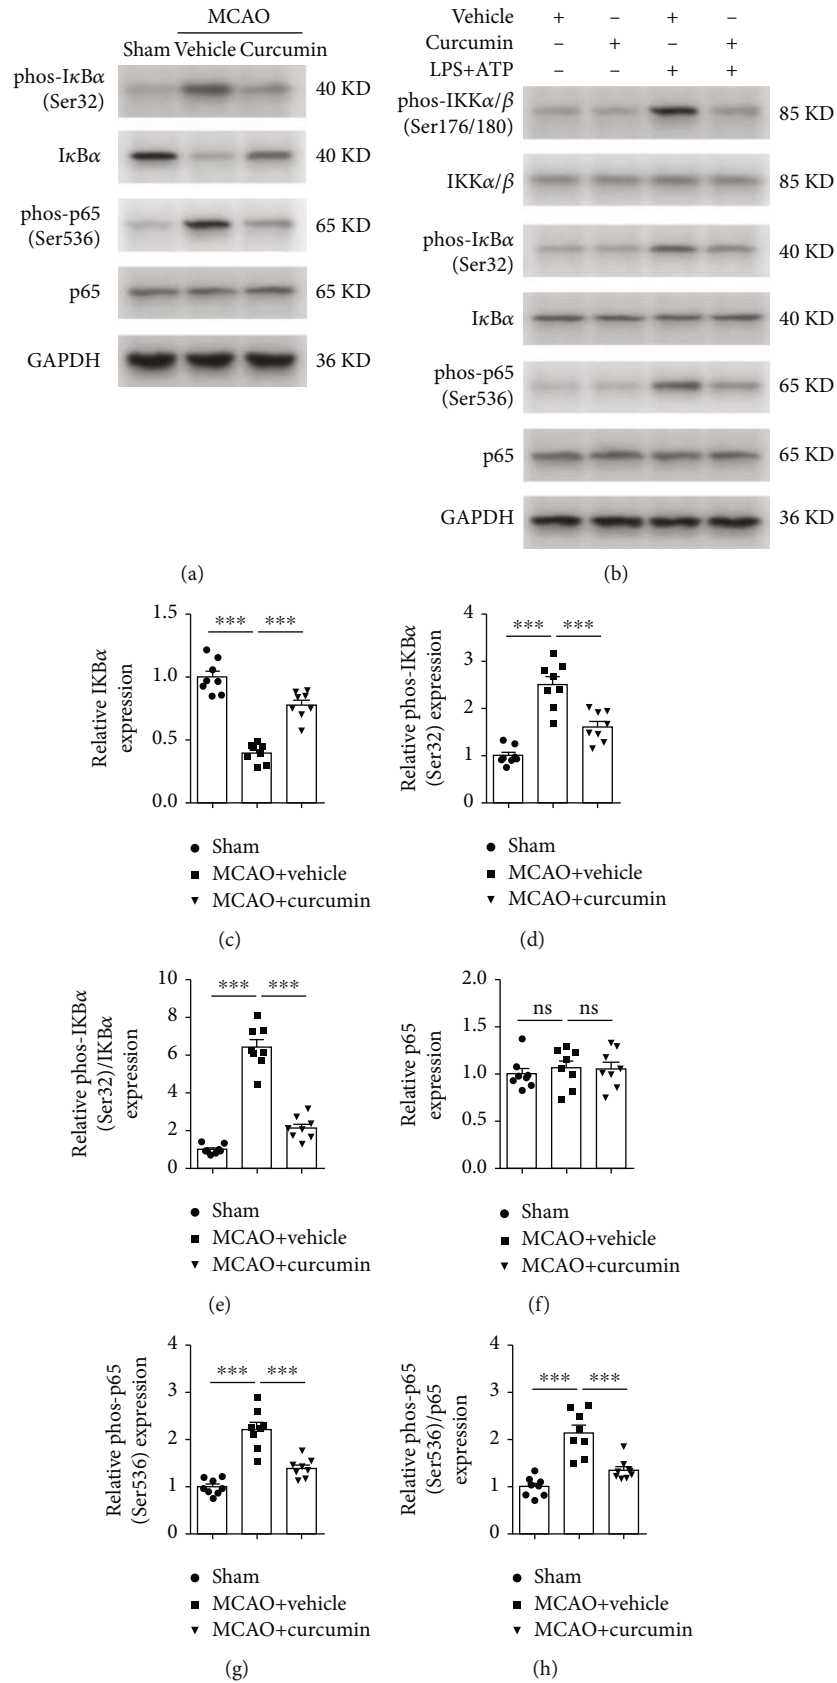 MCAO
Sham Vehicle Curcumin
phos-IκBα
(Ser32)
40 KD
IκBα
40 KD
phos-p65
(Ser536)
65 KD
p65
65 KD
GAPDH
36 KD
(a)
Vehicle + – + –
Curcumin – + – +
LPS+ATP – – + +
phos-IKKα/β
(Ser176/180)
85 KD
IKKα/β
85 KD
phos-IκBα
(Ser32)
40 KD
IκBα
40 KD
phos-p65
(Ser536)
65 KD
p65
65 KD
GAPDH
36 KD
(b)
Relative IKBα
expression
1.5
1.0
0.5
0.0
*** ***
Sham
MCAO+vehicle
MCAO+curcumin
(c)
Relative phos-IKBα
(Ser32) expression
4
3
2
1
0
*** ***
Sham
MCAO+vehicle
MCAO+curcumin
(d)
Relative phos-IKBα
(Ser32)/IKBα
expression
10
8
6
4
2
0
*** ***
Sham
MCAO+vehicle
MCAO+curcumin
(e)
Relative p65
expression
2.0
1.5
1.0
0.5
0.0
ns ns
Sham
MCAO+vehicle
MCAO+curcumin
(f)
Relative phos-p65
(Ser536) expression
4
3
2
1
0
*** ***
Sham
MCAO+vehicle
MCAO+curcumin
(g)
Relative phos-p65
(Ser536)/p65
expression
4
3
2
1
0
*** ***
Sham
MCAO+vehicle
MCAO+curcumin
(h)